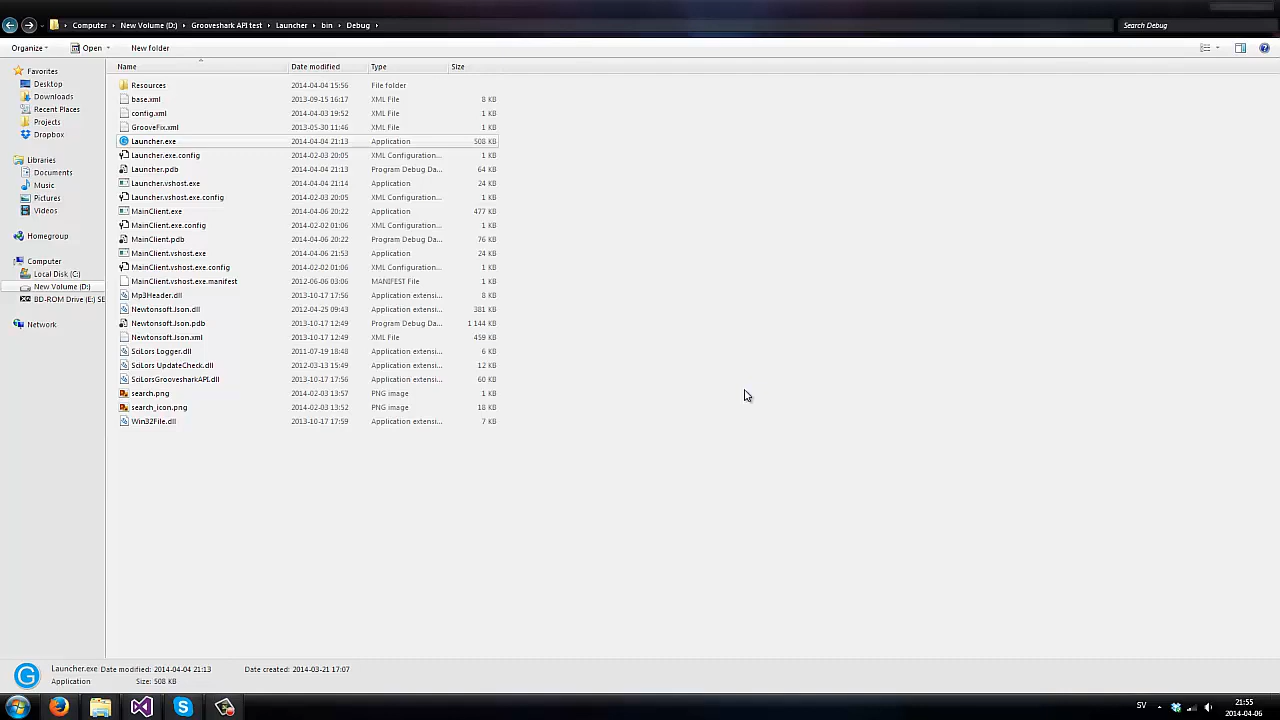 Computer New Volume (D:) Grooveshark API test Launcher bin Debug Search Debug
Organize Open New folder
Name Date modified Type Size
Favorites
Desktop
Downloads
Recent Places
Projects
Dropbox
Libraries
Documents
Music
Pictures
Videos
Homegroup
Computer
Local Disk (C:)
New Volume (D:)
BD-ROM Drive (E:) SE
Network
Resources 2014-04-04 15:56 File folder
base.xml 2013-09-15 16:17 XML File 8 KB
config.xml 2014-04-03 19:52 XML File 1 KB
GrooveFix.xml 2013-05-30 11:46 XML File 1 KB
Launcher.exe 2014-04-04 21:13 Application 508 KB
Launcher.exe.config 2014-02-03 20:05 XML Configuration... 1 KB
Launcher.pdb 2014-04-04 21:13 Program Debug Da... 64 KB
Launcher.vshost.exe 2014-04-04 21:14 Application 24 KB
Launcher.vshost.exe.config 2014-02-03 20:05 XML Configuration... 1 KB
MainClient.exe 2014-04-06 20:22 Application 477 KB
MainClient.exe.config 2014-02-02 01:06 XML Configuration... 1 KB
MainClient.pdb 2014-04-06 20:22 Program Debug Da... 76 KB
MainClient.vshost.exe 2014-04-06 21:53 Application 24 KB
MainClient.vshost.exe.config 2014-02-02 01:06 XML Configuration... 1 KB
MainClient.vshost.exe.manifest 2012-06-06 03:06 MANIFEST File 1 KB
Mp3Header.dll 2013-10-17 17:56 Application extensi... 8 KB
Newtonsoft.Json.dll 2012-04-25 09:43 Application extensi... 381 KB
Newtonsoft.Json.pdb 2013-10-17 12:49 Program Debug Da... 1 144 KB
Newtonsoft.Json.xml 2013-10-17 12:49 XML File 459 KB
SciLors Logger.dll 2011-07-19 18:48 Application extensi... 6 KB
SciLors UpdateCheck.dll 2012-03-13 15:49 Application extensi... 12 KB
SciLorsGroovesharkAPI.dll 2013-10-17 17:56 Application extensi... 60 KB
search.png 2014-02-03 13:57 PNG image 1 KB
search_icon.png 2014-02-03 13:52 PNG image 18 KB
Win32File.dll 2013-10-17 17:59 Application extensi... 7 KB
Launcher.exe Date modified: 2014-04-04 21:13 Date created: 2014-03-21 17:07
Application Size: 508 KB
SV 21:55
2014-04-06